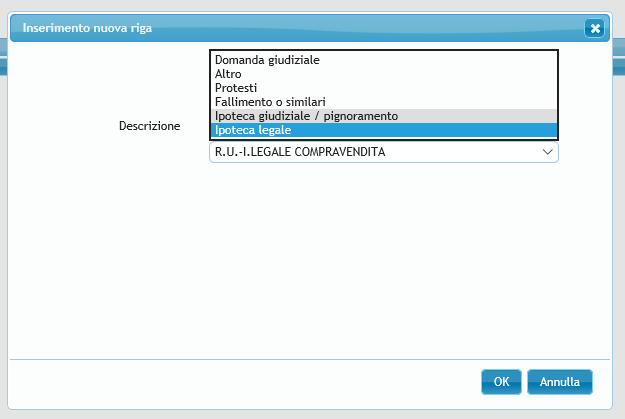 Inserimento nuova riga
Domanda giudiziale
Altro
Protesti
Fallimento o similari
Ipoteca giudiziale / pignoramento
Descrizione
Ipoteca legale
R.U.-I.LEGALE COMPRAVENDITA
OK
Annulla